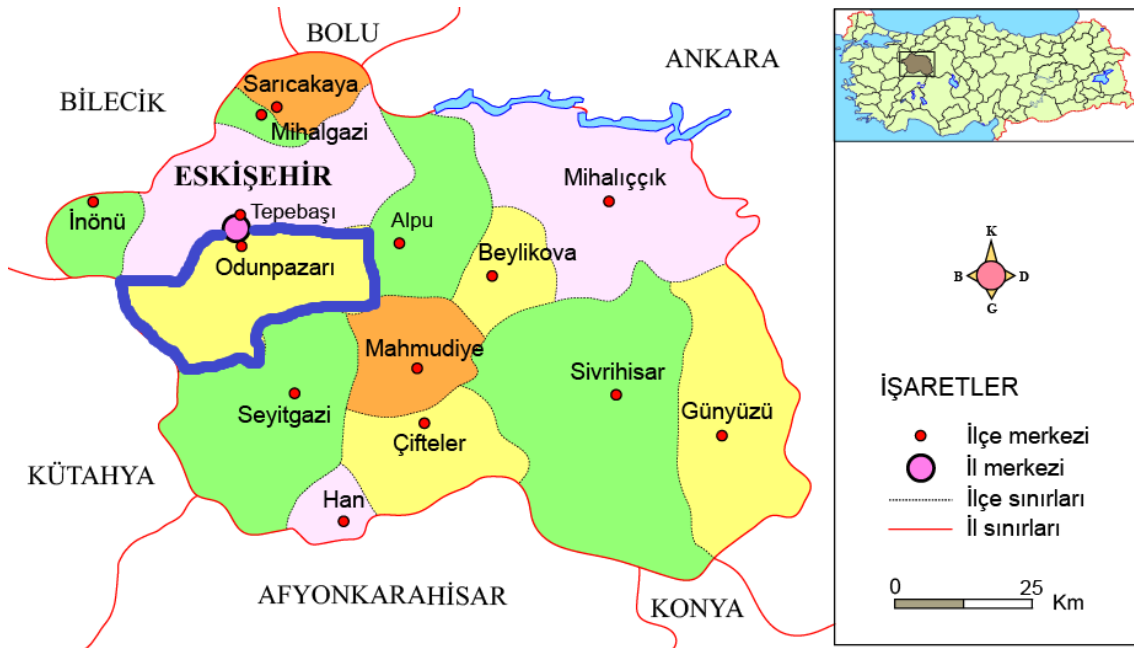 BOLU
ANKARA
BİLECİK
Sarıcakaya
Mihalgazi
ESKİŞEHİR
Mihalıççık
İnönü
Tepebaşı
Alpu
Odunpazarı
Beylikova
Mahmudiye
Sivrihisar
Seyitgazi
Günyüzü
Çifteler
KÜTAHYA
Han
AFYONKARAHİSAR
KONYA
K
B
D
G
İŞARETLER
İlçe merkezi
İl merkezi
İlçe sınırları
İl sınırları
0 25
Km